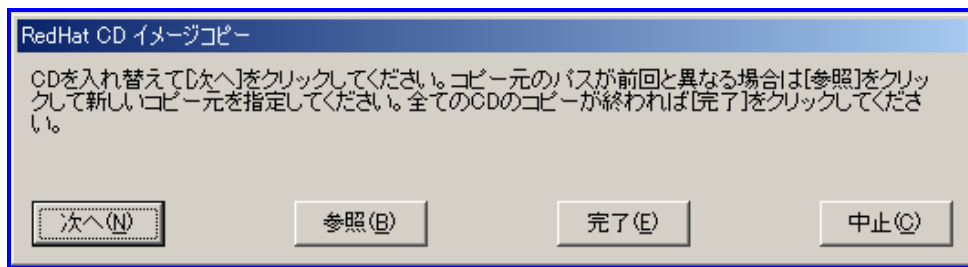 RedHat CD イメージコピー
CDを入れ替えて[次へ]をクリックしてください。コピー元のパスが前回と異なる場合は[参照]をクリッ
クして新しいコピー元を指定してください。全てのCDのコピーが終われば[完了]をクリックしてくださ
い。
次へ(N) 参照(B) 完了(E) 中止(C)